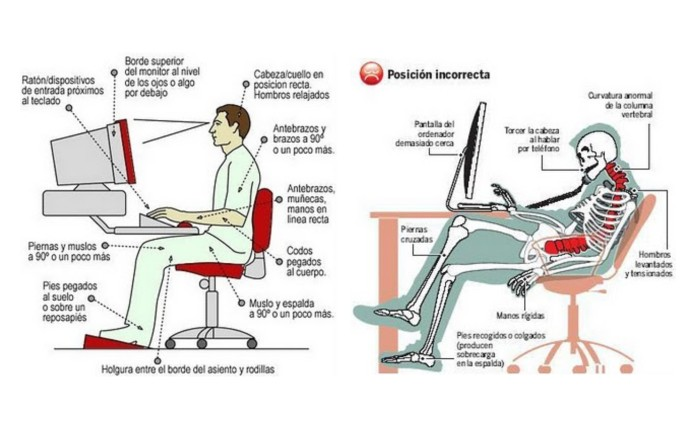 Borde superior
del monitor al nivel
de los ojos o algo
por debajo
Ratón/dispositivos
de entrada próximos
al teclado
Cabeza/cuello en
posicion recta.
Hombros relajados
Antebrazos y
brazos a 90º
o un poco más.
Antebrazos,
muñecas,
manos en
linea recta
Piernas y muslos
a 90º o un poco más
Codos
pegados
al cuerpo.
Pies pegados
al suelo
o sobre un
reposapiés
Muslo y espalda
a 90º o un poco más.
Holgura entre el borde del asiento y rodillas
Posición incorrecta
Curvatura anormal
de la columna
vertebral
Pantalla del
ordenador
demasiado cerca
Torcer la cabeza
al hablar
por teléfono
Piernas
cruzadas
Hombros
levantados
y tensionados
Manos rígidas
Pies recogidos o colgados
(producen
sobrecarga
en la espalda)